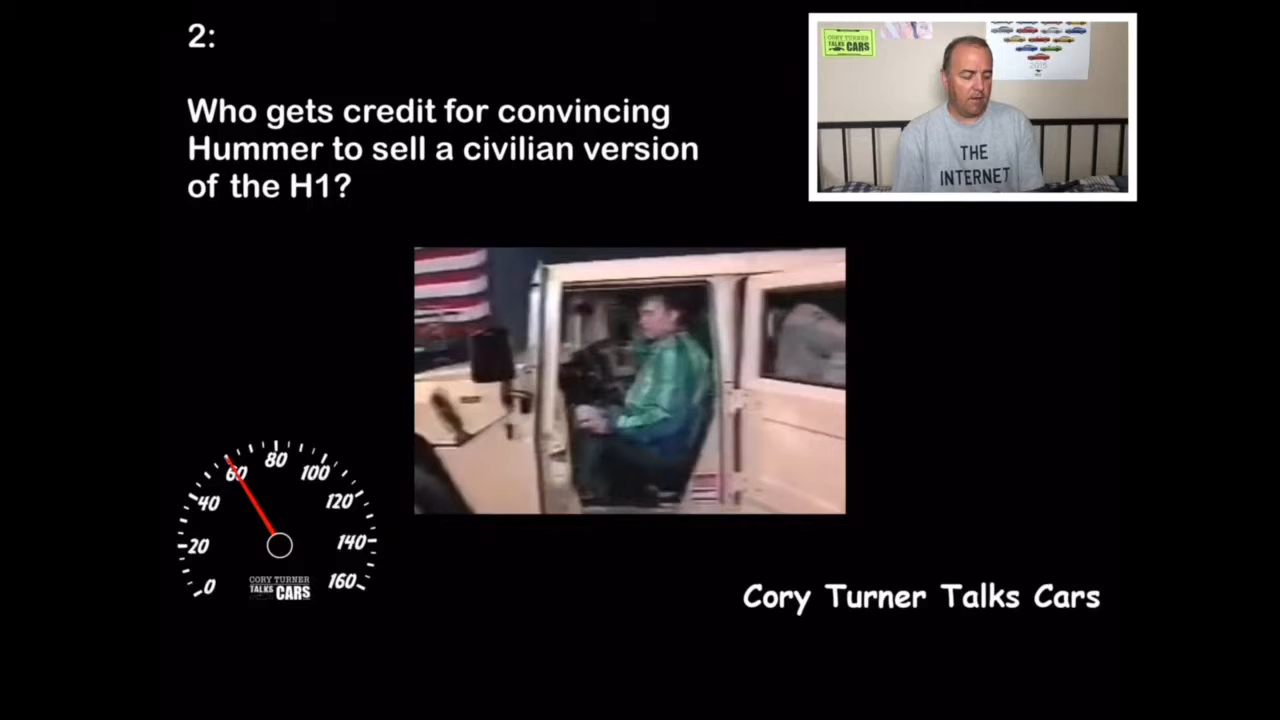 2:
Who gets credit for convincing
Hummer to sell a civilian version
of the H1?
CORY TURNER
TALKS CARS
2016
THE
INTERNET
0
20
40
60
80
100
120
140
160
CORY TURNER
TALKS CARS
Cory Turner Talks Cars